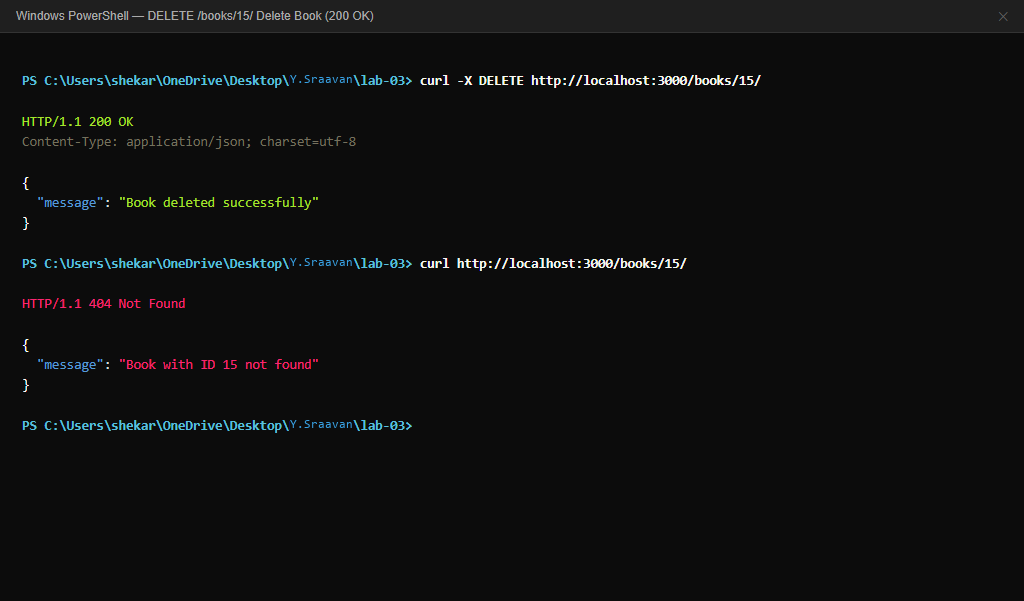 Windows PowerShell — DELETE /books/15/ Delete Book (200 OK)
PS C:\Users\shekar\OneDrive\Desktop\Y.Sraavan\lab-03> curl -X DELETE http://localhost:3000/books/15/
HTTP/1.1 200 OK
Content-Type: application/json; charset=utf-8
{
  "message": "Book deleted successfully"
}
PS C:\Users\shekar\OneDrive\Desktop\Y.Sraavan\lab-03> curl http://localhost:3000/books/15/
HTTP/1.1 404 Not Found
{
  "message": "Book with ID 15 not found"
}
PS C:\Users\shekar\OneDrive\Desktop\Y.Sraavan\lab-03>